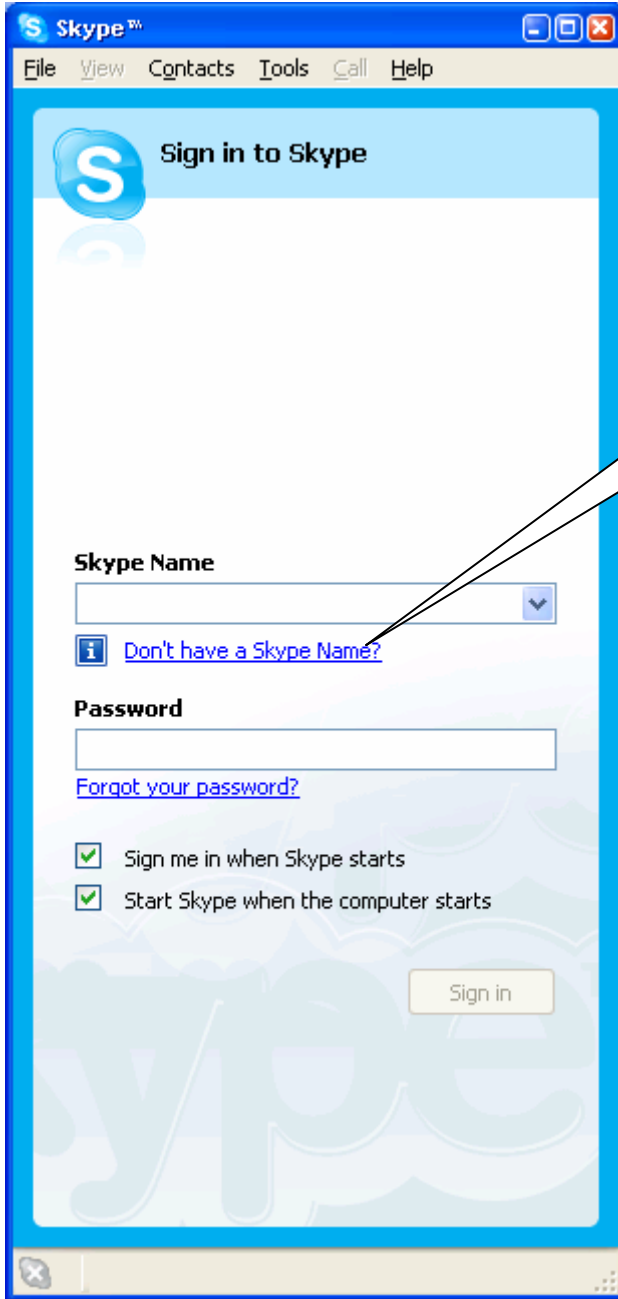 Skype™
File View Contacts Tools Call Help
Sign in to Skype
Skype Name
Don't have a Skype Name?
Password
Forgot your password?
Sign me in when Skype starts
Start Skype when the computer starts
Sign in